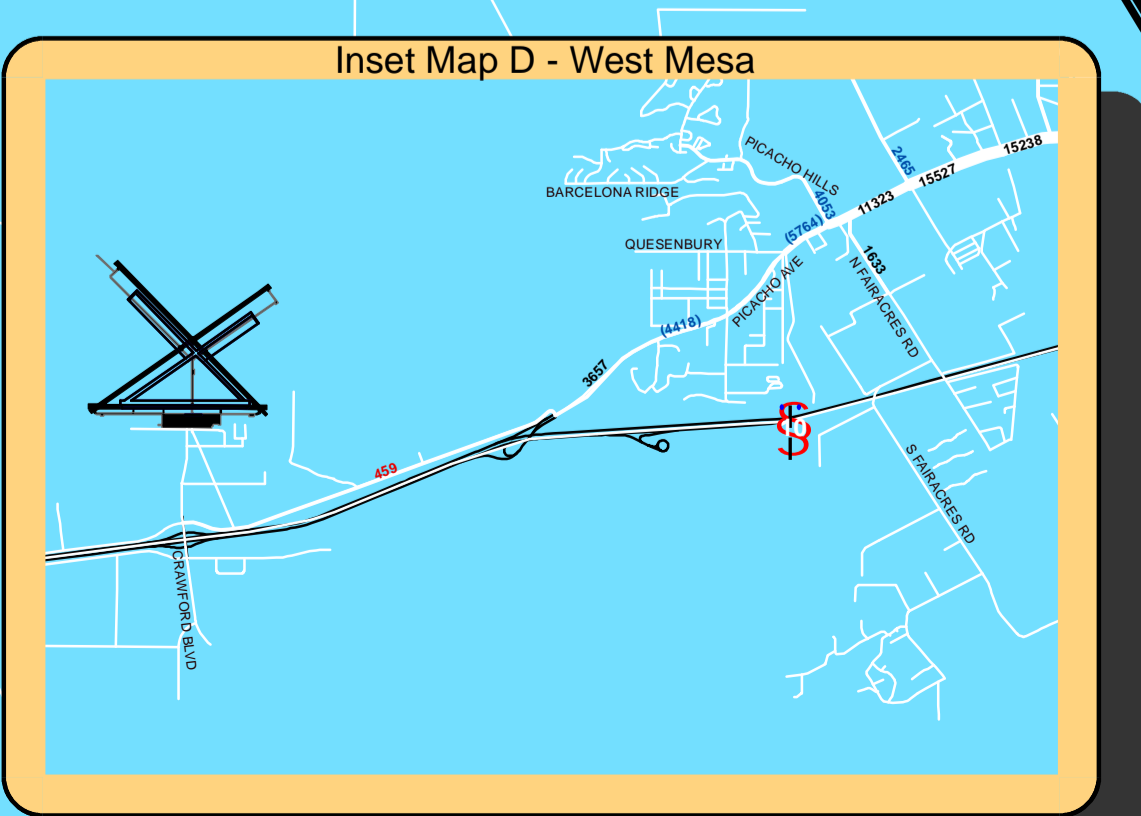 Inset Map D - West Mesa
15238
2465
15527
PICACHO HILLS
BARCELONA RIDGE
4053
11323
(5764)
QUESENBURY
1633
N FAIRACRES RD
PICACHO AVE
(4418)
3657
10
459
S FAIRACRES RD
CRAWFORD BLVD